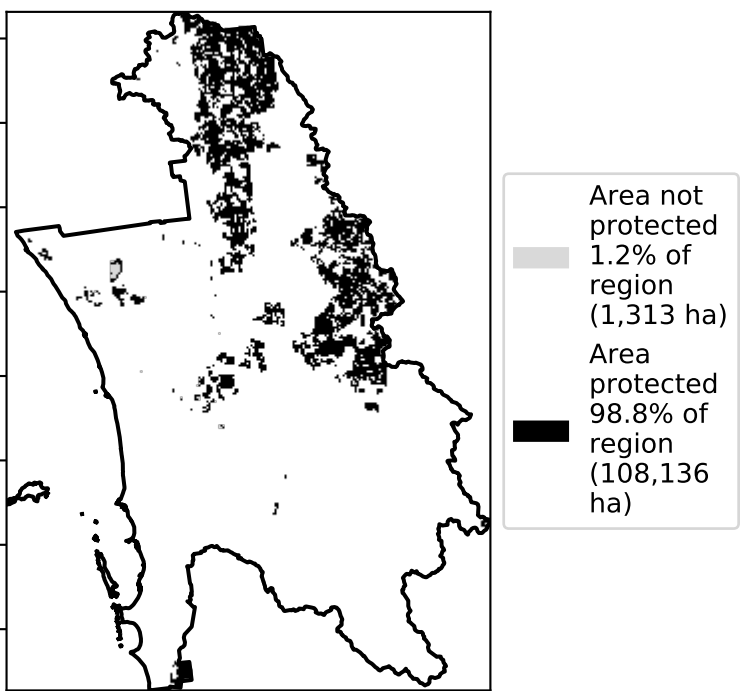 Area not
protected
1.2% of
region
(1,313 ha)
Area
protected
98.8% of
region
(108,136
ha)